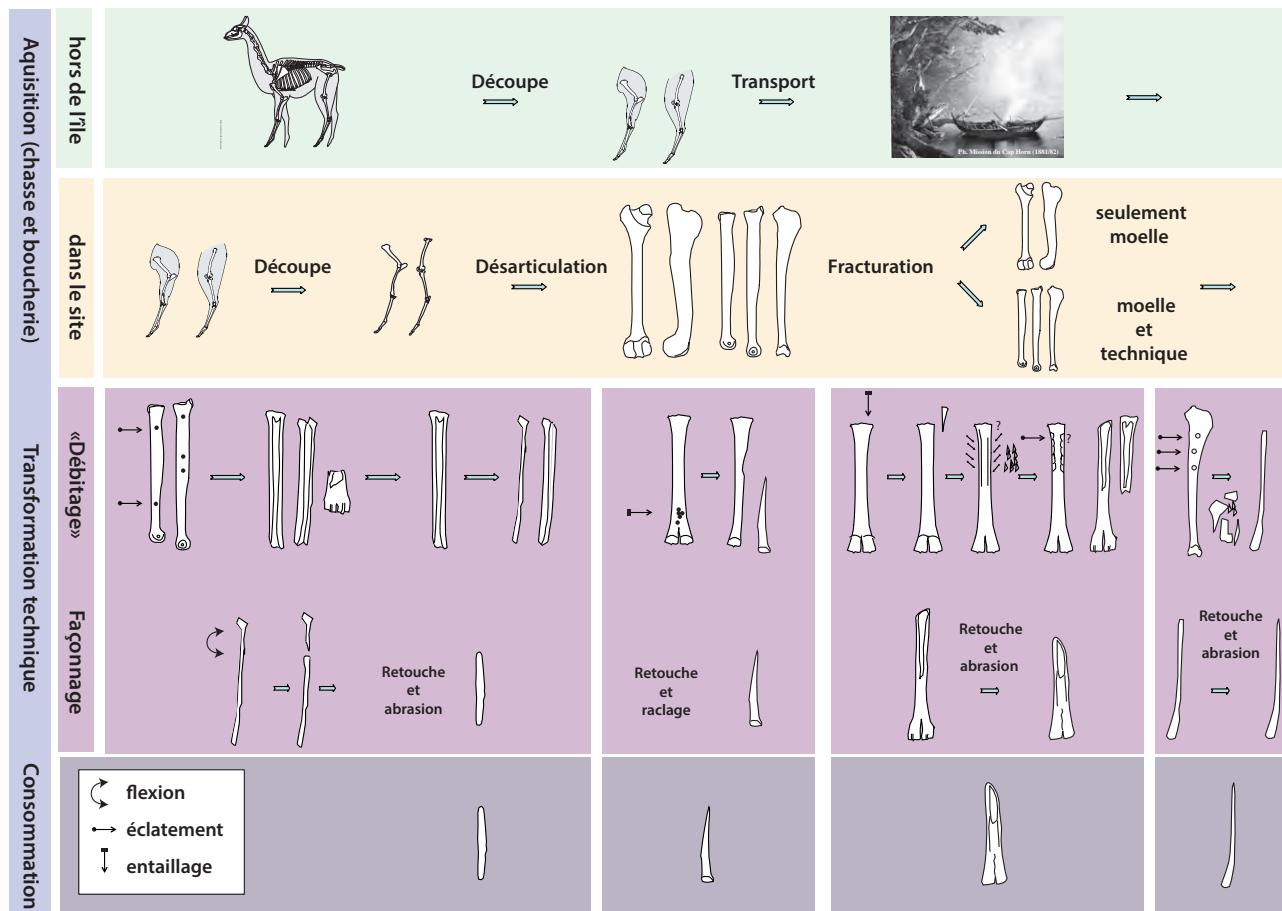 Aquisition (chasse et boucherie)
hors de l'île
Découpe
Transport
Ph. Mission du Cap Horn (1881/82)
dans le site
Découpe
Désarticulation
Fracturation
seulement
moelle
moelle
et
technique
Transformation technique
«Débitage»
?
?
Façonnage
Retouche
et
abrasion
Retouche
et
raclage
Retouche
et
abrasion
Retouche
et
abrasion
Consommation
flexion
éclatement
entaillage